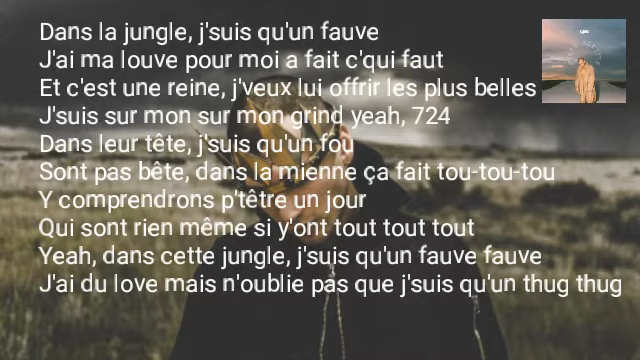 Dans la jungle, j'suis qu'un fauve
J'ai ma louve pour moi a fait c'qui faut
Et c'est une reine, j'veux lui offrir les plus belles
J'suis sur mon sur mon grind yeah, 724
Dans leur tête, j'suis qu'un fou
Sont pas bête, dans la mienne ça fait tou-tou-tou
Y comprendrons p'têtre un jour
Qui sont rien même si y'ont tout tout tout
Yeah, dans cette jungle, j'suis qu'un fauve fauve
J'ai du love mais n'oublie pas que j'suis qu'un thug thug